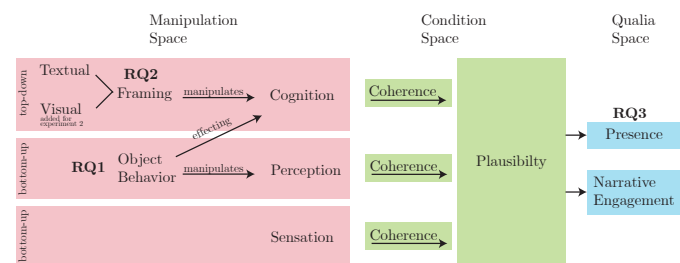 Manipulation
Space
Condition
Space
Qualia
Space
top-down
Textual
Visual
added for
experiment 2
RQ2
Framing
manipulates
Cognition
Coherence
effecting
bottom-up
RQ1
Object
Behavior
manipulates
Perception
Coherence
bottom-up
Sensation
Coherence
Plausibilty
RQ3
Presence
Narrative
Engagement